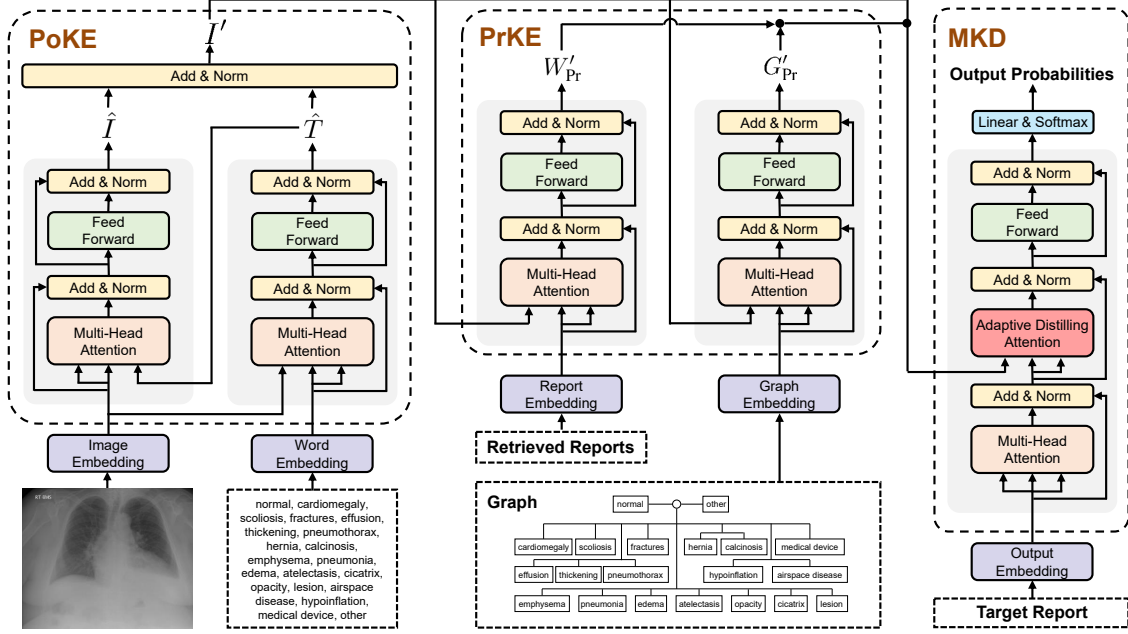 PoKE
I′
Add & Norm
Î
T̂
Add & Norm
Feed
Forward
Add & Norm
Multi-Head
Attention
Add & Norm
Feed
Forward
Add & Norm
Multi-Head
Attention
Image
Embedding
Word
Embedding
RT
normal, cardiomegaly,
scoliosis, fractures, effusion,
thickening, pneumothorax,
hernia, calcinosis,
emphysema, pneumonia,
edema, atelectasis, cicatrix,
opacity, lesion, airspace
disease, hypoinflation,
medical device, other
PrKE
W′Pr
G′Pr
Add & Norm
Feed
Forward
Add & Norm
Multi-Head
Attention
Add & Norm
Feed
Forward
Add & Norm
Multi-Head
Attention
Report
Embedding
Graph
Embedding
Retrieved Reports
Graph
normal other
cardiomegaly scoliosis fractures hernia calcinosis medical device
effusion thickening pneumothorax hypoinflation airspace disease
emphysema pneumonia edema atelectasis opacity cicatrix lesion
MKD
Output Probabilities
Linear & Softmax
Add & Norm
Feed
Forward
Add & Norm
Adaptive Distilling
Attention
Add & Norm
Multi-Head
Attention
Output
Embedding
Target Report